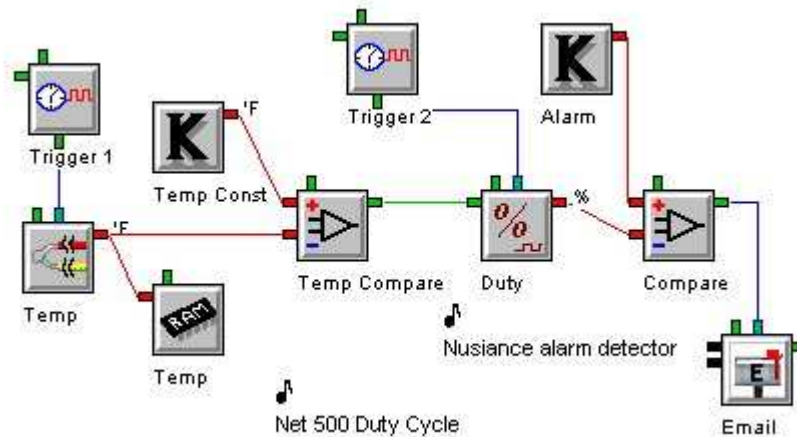 Trigger 1
Trigger 2
K
Alarm
K
'F
Temp Const
'F
%
+
-
Temp Compare
%
Duty
+
-
Compare
Temp
RAM
Temp
Nusiance alarm detector
Net 500 Duty Cycle
E
Email